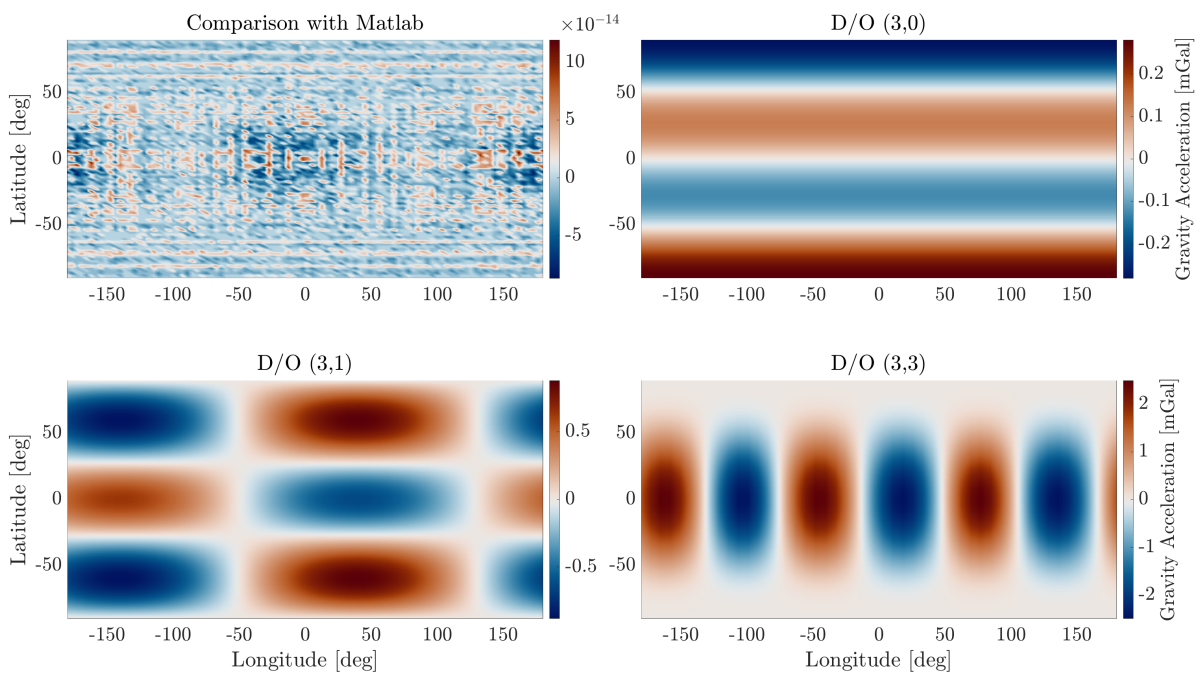 Comparison with Matlab
×10−14
Latitude [deg]
50
0
-50
-150 -100 -50 0 50 100 150
10
5
0
-5
D/O (3,0)
50
0
-50
-150 -100 -50 0 50 100 150
0.2
0.1
0
-0.1
-0.2
Gravity Acceleration [mGal]
D/O (3,1)
Latitude [deg]
50
0
-50
-150 -100 -50 0 50 100 150
Longitude [deg]
0.5
0
-0.5
D/O (3,3)
50
0
-50
-150 -100 -50 0 50 100 150
Longitude [deg]
2
1
0
-1
-2
Gravity Acceleration [mGal]